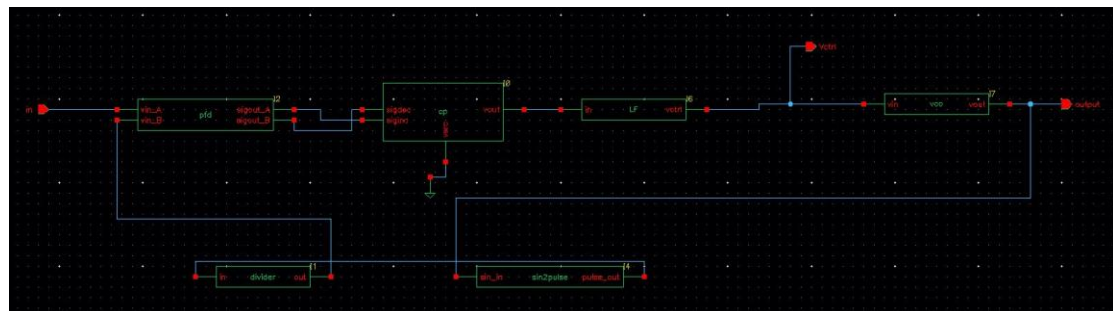 Vctrl
I0
I2
I6
I7
in
vin_A
sigout_A
sigdec
vout
in
LF
vctrl
vin
vco
vout
output
vin_B
pfd
sigout_B
siginc
cp
I1
I4
in
divider
out
sin_in
sin2pulse
pulse_out